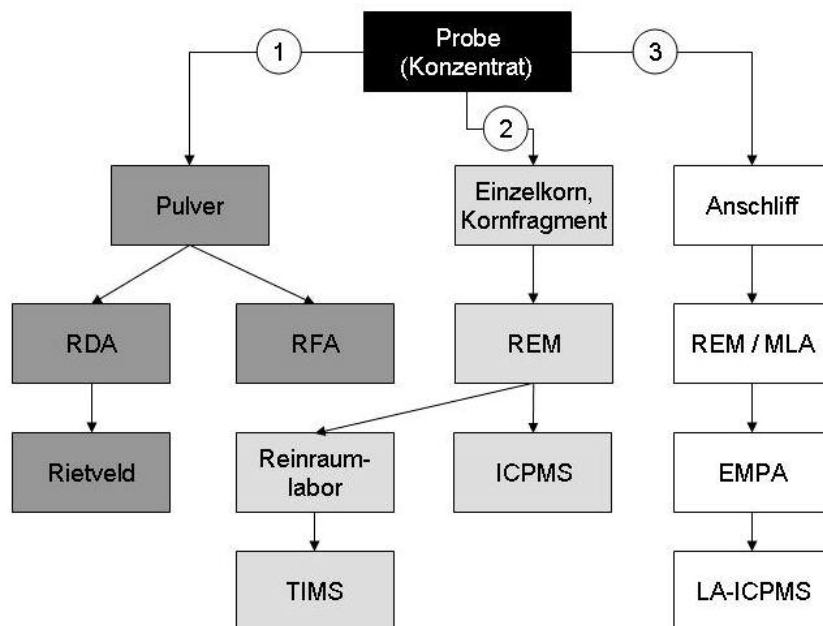 Probe
(Konzentrat)
1
2
3
Pulver
Einzelkorn,
Kornfragment
Anschliff
RDA
RFA
REM
REM / MLA
Rietveld
Reinraum-
labor
ICPMS
EMPA
TIMS
LA-ICPMS